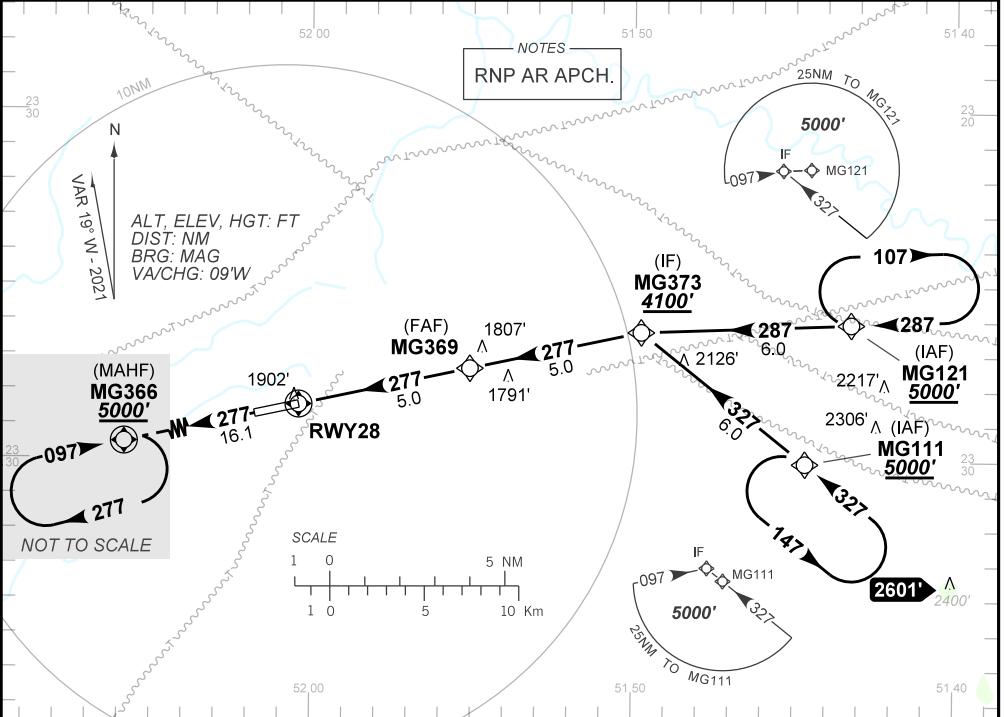 52 00
51 50
51 40
NOTES
RNP AR APCH.
10NM
23
30
23
20
25NM TO MG121
5000'
IF
MG121
097
327
N
VAR 19° W - 2021
ALT, ELEV, HGT: FT
DIST: NM
BRG: MAG
VA/CHG: 09'W
107
287
(IF)
MG373
4100'
287
6.0
(IAF)
MG121
5000'
(FAF)
MG369
1807'
277
5.0
1791'
2126'
2217'
(MAHF)
MG366
5000'
1902'
277
5.0
2306'
(IAF)
MG111
5000'
277
16.1
RWY28
327
6.0
097
277
NOT TO SCALE
23
30
23
30
327
147
SCALE
1 0 5 NM
1 0 5 10 Km
IF
MG111
097
327
5000'
25NM TO MG111
2601'
2400'
52 00
51 50
51 40